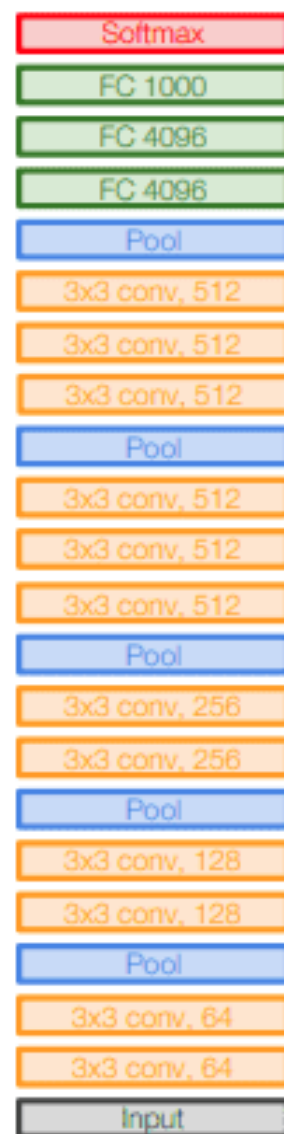 Softmax
FC 1000
FC 4096
FC 4096
Pool
3x3 conv, 512
3x3 conv, 512
3x3 conv, 512
Pool
3x3 conv, 512
3x3 conv, 512
3x3 conv, 512
Pool
3x3 conv, 256
3x3 conv, 256
Pool
3x3 conv, 128
3x3 conv, 128
Pool
3x3 conv, 64
3x3 conv, 64
Input